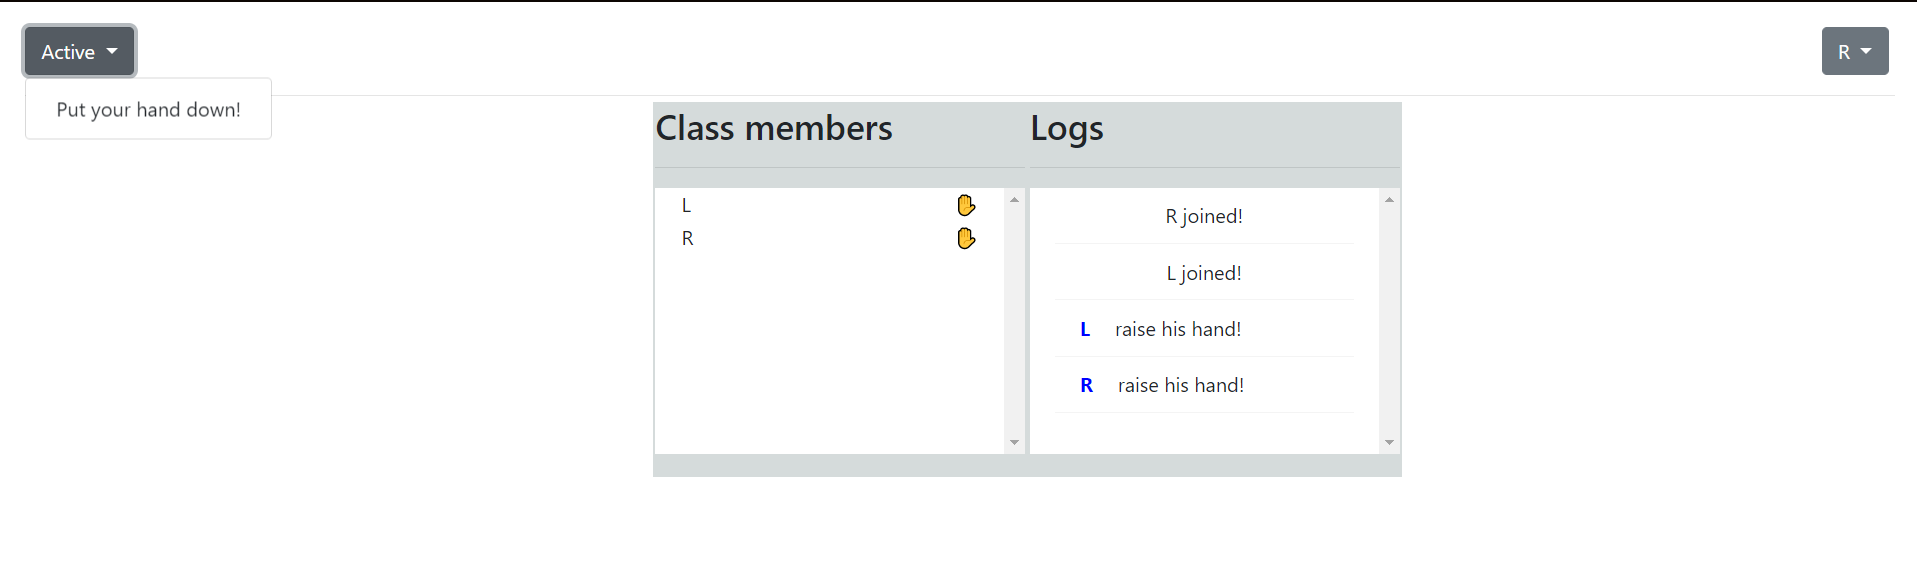 Active
R
Put your hand down!
Class members
Logs
L
R
R joined!
L joined!
L raise his hand!
R raise his hand!